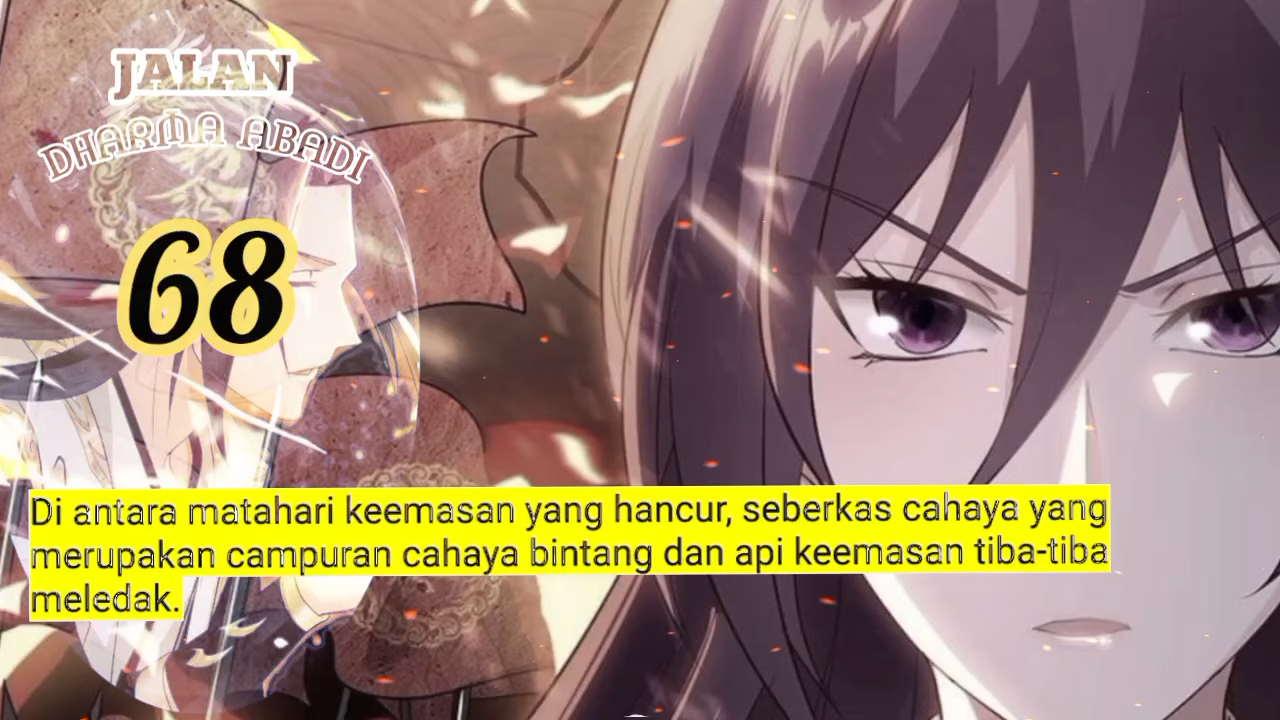 JALAN
DHARMA ABADI
68
Di antara matahari keemasan yang hancur, seberkas cahaya yang
merupakan campuran cahaya bintang dan api keemasan tiba-tiba
meledak.